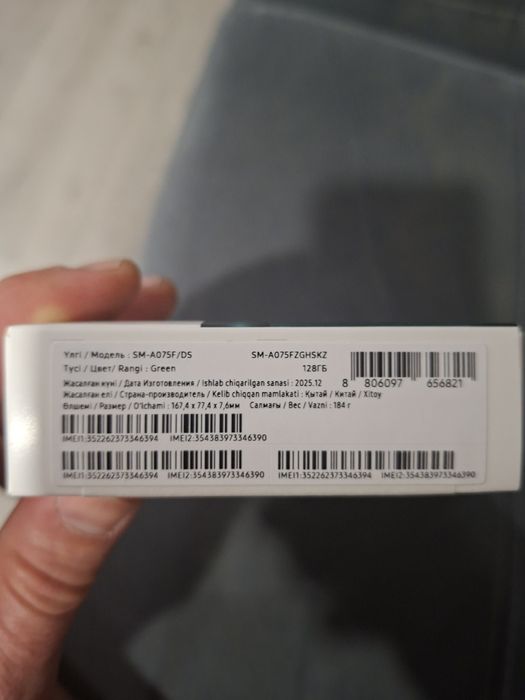 Үлгі / Модель : SM-A075F/DS SM-A075FZGHSKZ
Түсі / Цвет/ Rangi : Green 128ГБ
Жасалған күні / Дата Изготовления / Ishlab chiqarilgan sanasi : 2025.12
8 806097 656821
Жасалған елі / Страна-производитель / Kelib chiqqan mamlakati : Қытай / Китай / Xitoy
Өлшемі / Размер / O'lchami : 167,4 x 77,4 x 7,6мм Салмағы / Вес / Vazni : 184 г
IMEI1:352262373346394 IMEI2:354383973346390
IMEI1:352262373346394 IMEI2:354383973346390 IMEI1:352262373346394 IMEI2:354383973346390